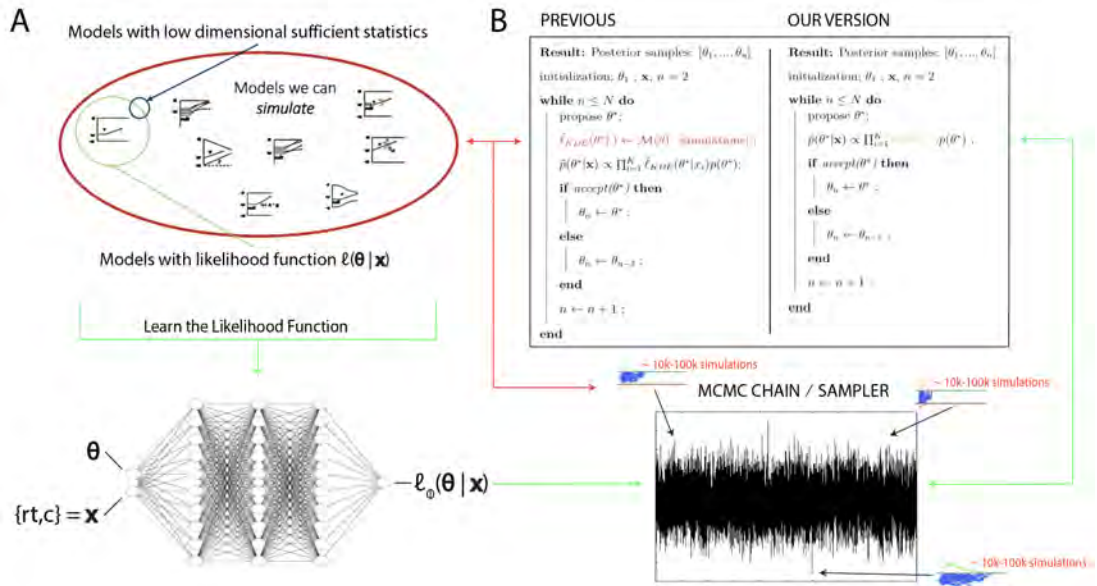 A
Models with low dimensional sufficient statistics
Models we can
simulate
Models with likelihood function ℓ(θ | x)
Learn the Likelihood Function
θ
{rt,c} = x
ℓ_Φ(θ | x)
B
PREVIOUS
Result: Posterior samples: [θ₁, ..., θₙ]
initialization; θ₁ , x, n = 2
while n ≤ N do
propose θ*;
p̂(θ*|x) ∝ ∏ᵢ₌₁ᴺ ℓ̂_KDE(θ*|xᵢ)p(θ*);
if accept(θ*) then
θₙ ← θ* ;
else
θₙ ← θₙ₋₁ ;
end
n ← n + 1 ;
end
OUR VERSION
Result: Posterior samples: [θ₁, ..., θₙ]
initialization; θ₁ , x, n = 2
while n ≤ N do
propose θ*;
p̂(θ*|x) ∝ ∏ᵢ₌₁ᴺ p(θ*) ;
if accept(θ*) then
θₙ ← θ* ;
else
θₙ ← θₙ₋₁ ;
end
n ← n + 1 ;
end
~ 10k-100k simulations
MCMC CHAIN / SAMPLER
~ 10k-100k simulations
~ 10k-100k simulations